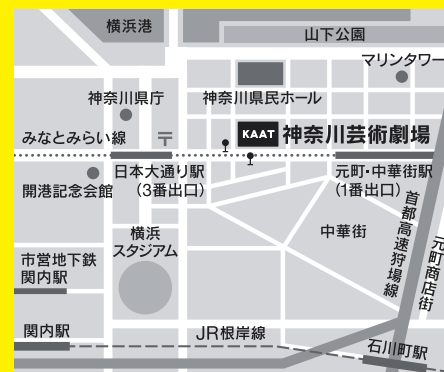 横浜港
山下公園
マリンタワー
神奈川県庁
神奈川県民ホール
KAAT 神奈川芸術劇場
みなとみらい線
〒
開港記念会館
日本大通り駅
（3番出口）
元町・中華街駅
（1番出口）
首都高速狩場線
元町商店街
中華街
横浜
スタジアム
市営地下鉄
関内駅
関内駅
JR根岸線
石川町駅